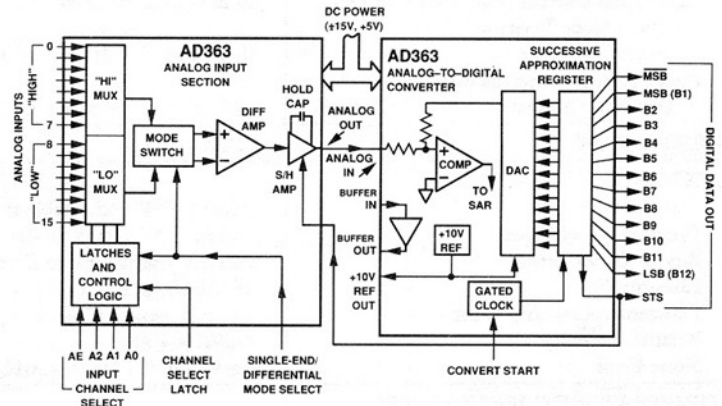 DC POWER
(±15V, +5V)
AD363
ANALOG INPUT
SECTION
ANALOG INPUTS
"HIGH"
"LOW"
0
7
8
15
"HI"
MUX
"LO"
MUX
MODE
SWITCH
DIFF
AMP
HOLD
CAP
S/H
AMP
ANALOG
OUT
ANALOG
IN
LATCHES
AND
CONTROL
LOGIC
AE A2 A1 A0
INPUT
CHANNEL
SELECT
CHANNEL
SELECT
LATCH
SINGLE-END/
DIFFERENTIAL
MODE SELECT
AD363
ANALOG-TO-DIGITAL
CONVERTER
SUCCESSIVE
APPROXIMATION
REGISTER
COMP
TO
SAR
DAC
BUFFER
IN
BUFFER
OUT
+10V
REF
OUT
+10V
REF
GATED
CLOCK
CONVERT START
MSB
MSB (B1)
B2
B3
B4
B5
B6
B7
B8
B9
B10
B11
LSB (B12)
STS
DIGITAL DATA OUT